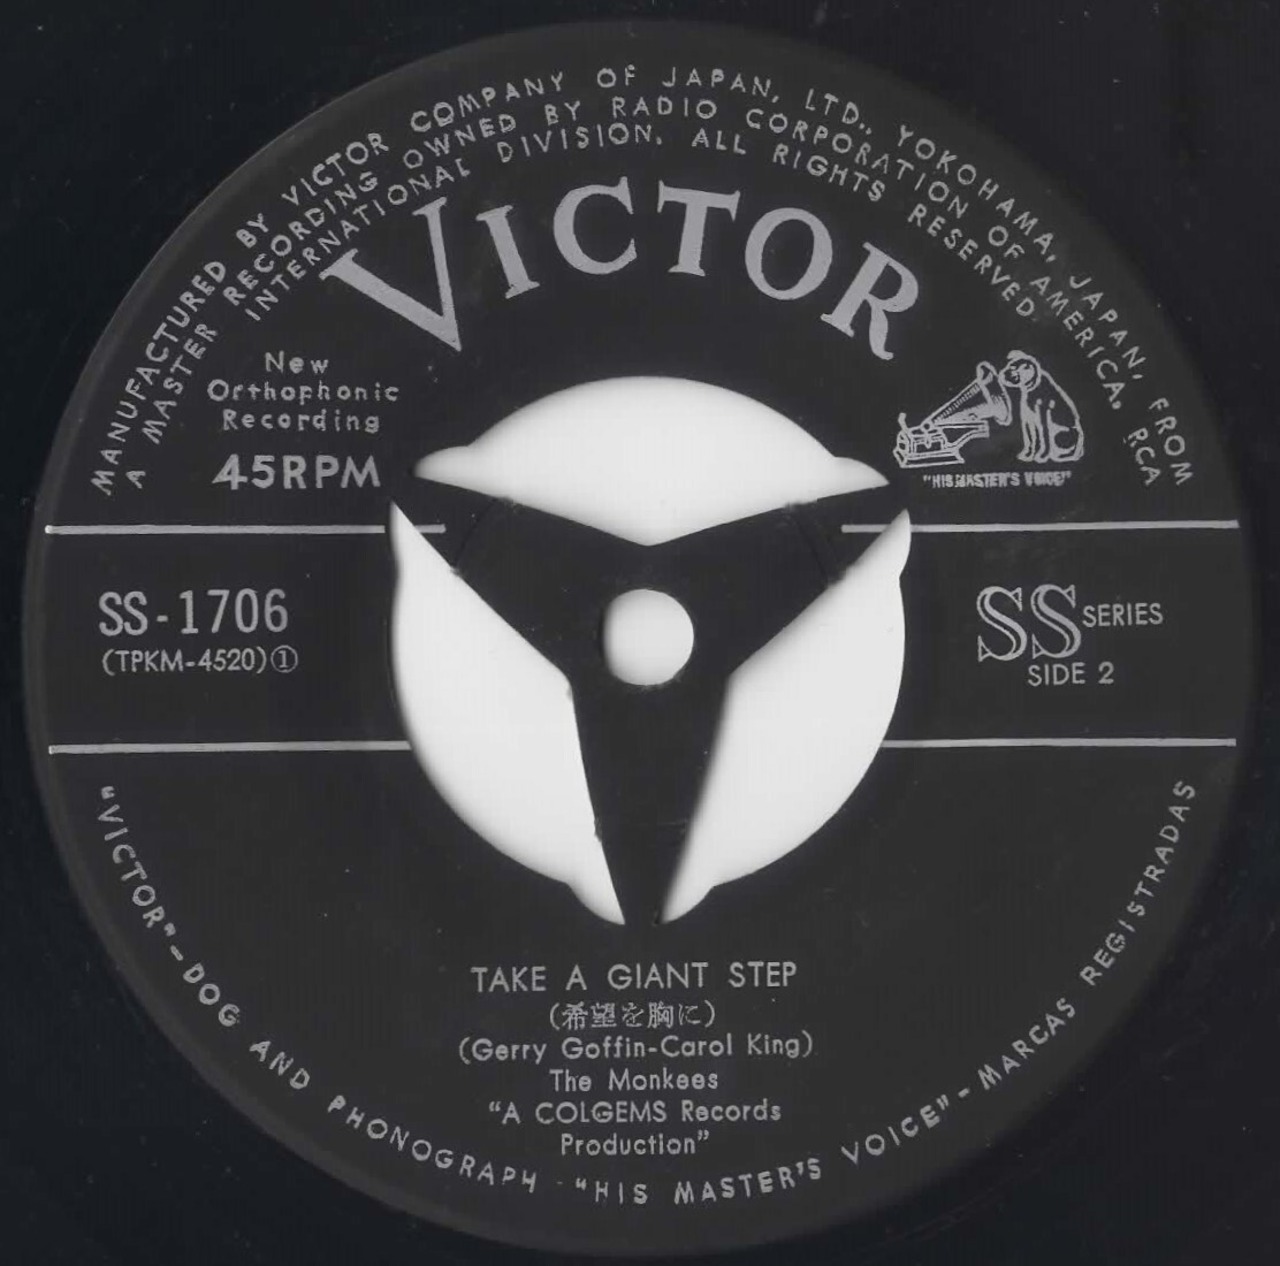 MANUFACTURED BY VICTOR COMPANY OF JAPAN, LTD., YOKOHAMA, JAPAN, FROM
A MASTER RECORDING OWNED BY RADIO CORPORATION OF AMERICA, RCA
INTERNATIONAL DIVISION. ALL RIGHTS RESERVED
VICTOR
New
Orthophonic
Recording
45RPM
"HIS MASTER'S VOICE"
SS-1706
(TPKM-4520)①
SS SERIES
SIDE 2
TAKE A GIANT STEP
(希望を胸に)
(Gerry Goffin-Carol King)
The Monkees
"A COLGEMS Records
Production"
"VICTOR"-DOG AND PHONOGRAPH - "HIS MASTER'S VOICE" - MARCAS REGISTRADAS